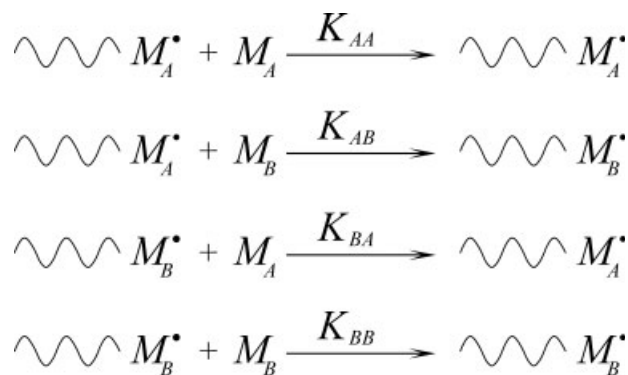 M_A^• + M_A K_AA M_A^•
M_A^• + M_B K_AB M_B^•
M_B^• + M_A K_BA M_A^•
M_B^• + M_B K_BB M_B^•